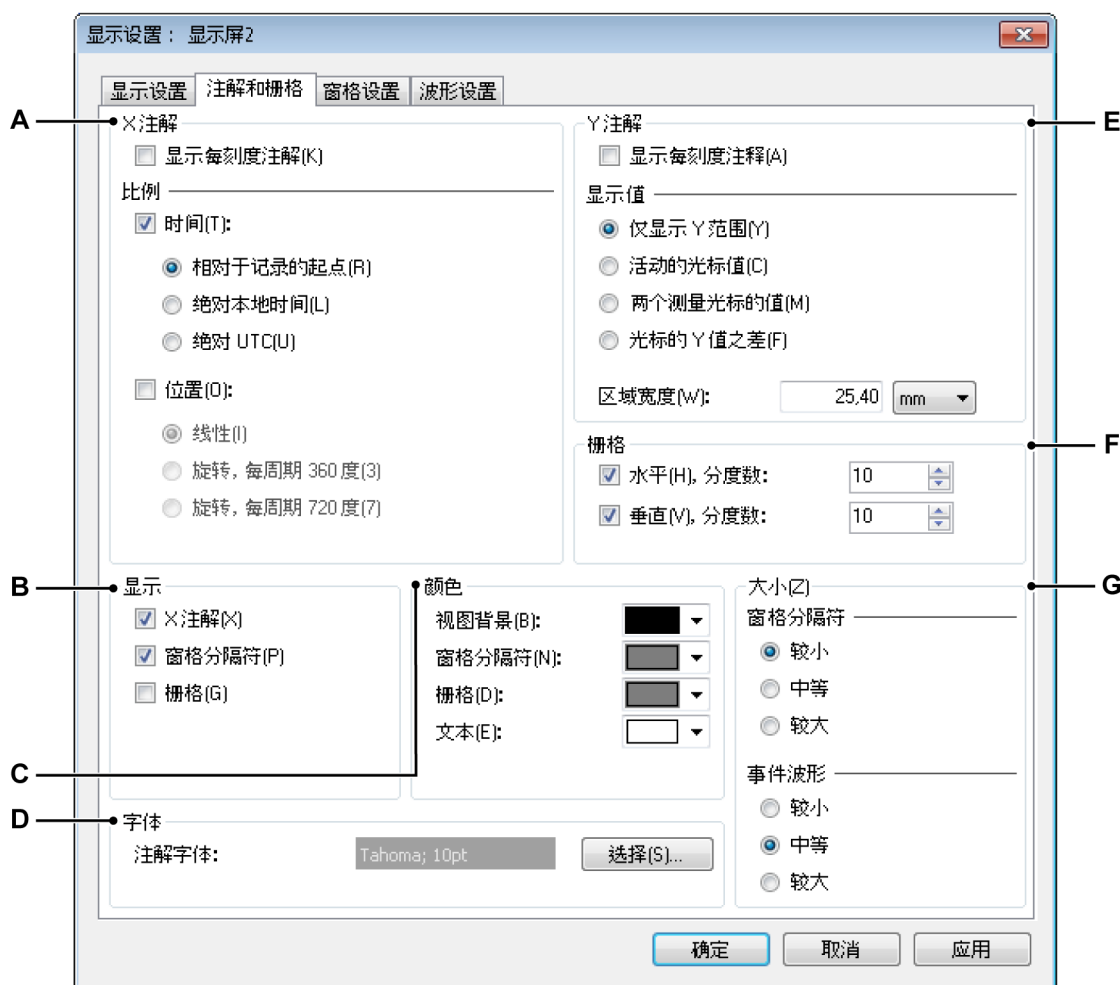 显示设置： 显示屏2
显示设置 注解和栅格 窗格设置 波形设置
A
X注解
显示每刻度注解(K)
比例
时间(T):
相对于记录的起点(R)
绝对本地时间(L)
绝对 UTC(U)
位置(O):
线性(I)
旋转, 每周期 360 度(3)
旋转, 每周期 720 度(7)
E
Y注解
显示每刻度注释(A)
显示值
仅显示 Y 范围(Y)
活动的光标值(C)
两个测量光标的值(M)
光标的 Y 值之差(F)
区域宽度(W): 25,40 mm
F
栅格
水平(H), 分度数: 10
垂直(V), 分度数: 10
B
显示
X注解(X)
窗格分隔符(P)
栅格(G)
C
颜色
视图背景(B):
窗格分隔符(N):
栅格(D):
文本(E):
G
大小(Z)
窗格分隔符
较小
中等
较大
事件波形
较小
中等
较大
D
字体
注解字体: Tahoma; 10pt 选择(S)...
确定 取消 应用